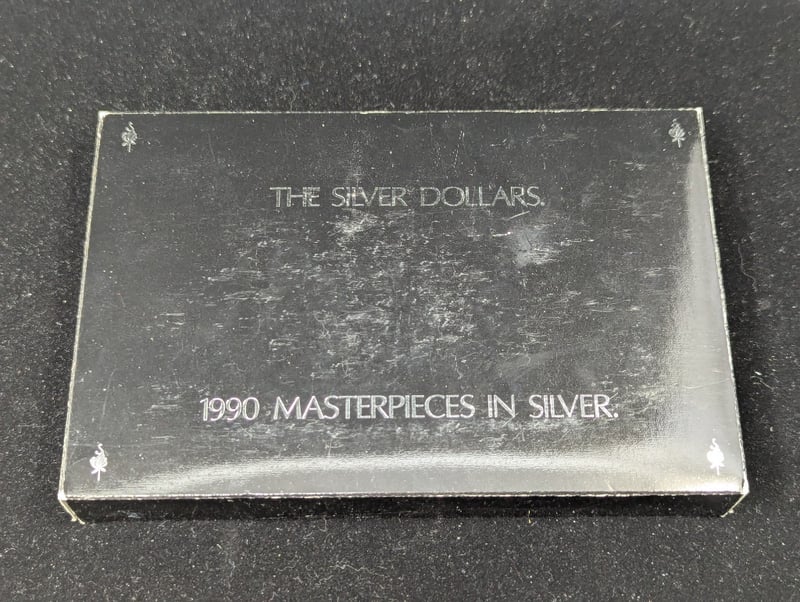 THE SILVER DOLLARS.
1990 MASTERPIECES IN SILVER.